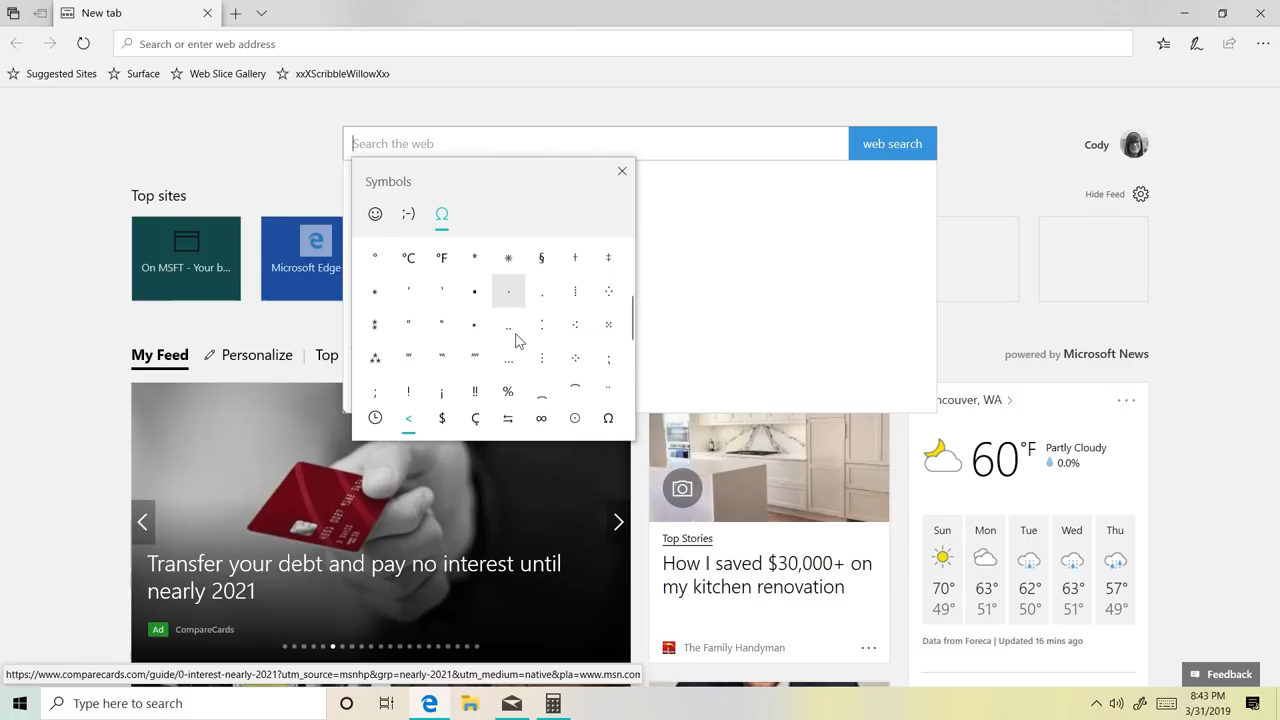 New tab
Search or enter web address
Suggested Sites
Surface
Web Slice Gallery
xxXScribbleWillowXx
Search the web
web search
Cody
Symbols
;-)
Ω
Top sites
Hide Feed
° °C °F * ※ § † ‡
!
¡
‼
%
< $ Ç ⇆ ∞ ⊙ Ω
On MSFT - Your b...
Microsoft Edge
My Feed
Personalize
Top
powered by Microsoft News
ncouver, WA
60 °F
Partly Cloudy
0.0%
Sun Mon Tue Wed Thu
70° 63° 62° 63° 57°
49° 51° 50° 51° 49°
Data from Foreca | Updated 16 mins ago
Transfer your debt and pay no interest until
nearly 2021
Ad CompareCards
Top Stories
How I saved $30,000+ on
my kitchen renovation
The Family Handyman
https://www.comparecards.com/guide/0-interest-nearly-2021?utm_source=msnhp&grp=nearly-2021&utm_medium=native&pla=www.msn.com
Feedback
Type here to search
8:43 PM
3/31/2019